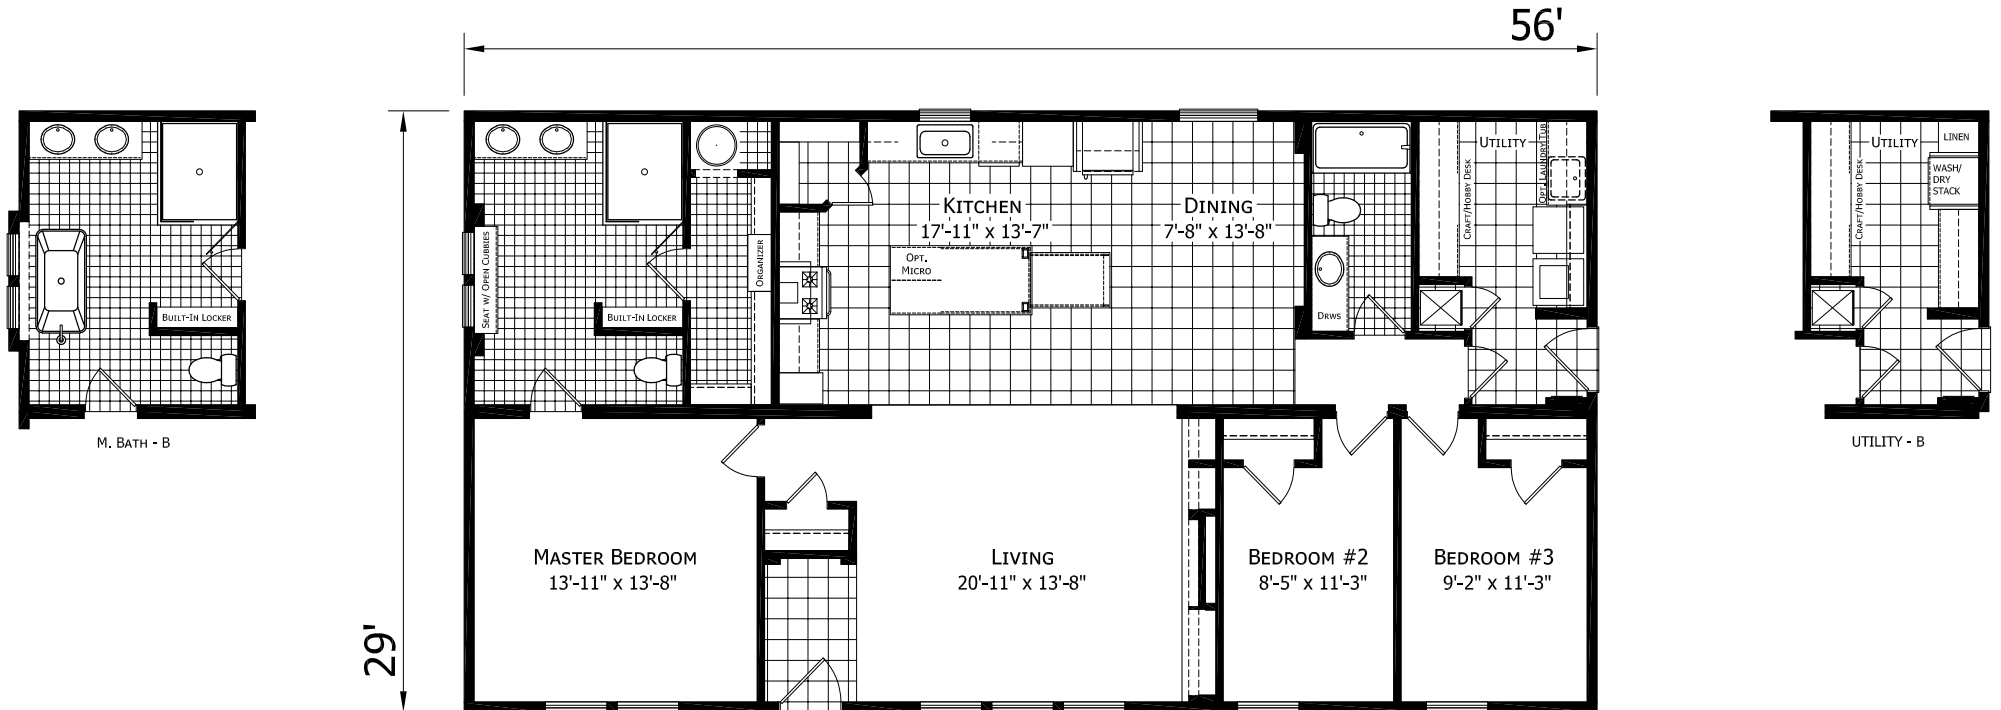 56'
29'
BUILT-IN LOCKER
M. BATH - B
SEAT W/ OPEN CUBBIES
BUILT-IN LOCKER
ORGANIZER
KITCHEN
17'-11" x 13'-7"
OPT.
MICRO
DINING
7'-8" x 13'-8"
DRWS
UTILITY
CRAFT/HOBBY DESK
OPT. LAUNDRY TUB
MASTER BEDROOM
13'-11" x 13'-8"
LIVING
20'-11" x 13'-8"
BEDROOM #2
8'-5" x 11'-3"
BEDROOM #3
9'-2" x 11'-3"
UTILITY
LINEN
WASH/
DRY
STACK
CRAFT/HOBBY DESK
UTILITY - B